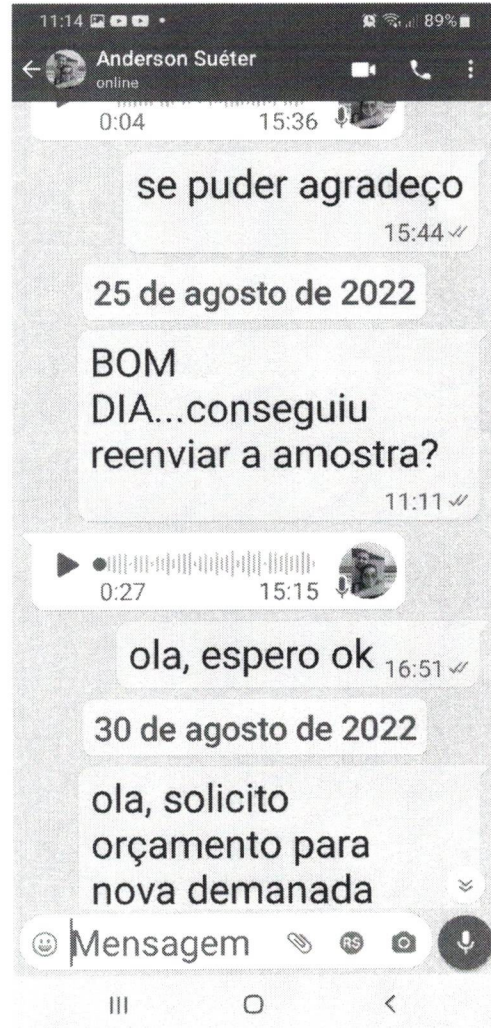 11:14
89%
Anderson Suéter
online
0:04 15:36
se puder agradeço
15:44
25 de agosto de 2022
BOM
DIA...conseguiu
reenviar a amostra?
11:11
0:27 15:15
ola, espero ok 16:51
30 de agosto de 2022
ola, solicito
orçamento para
nova demanada
Mensagem R$